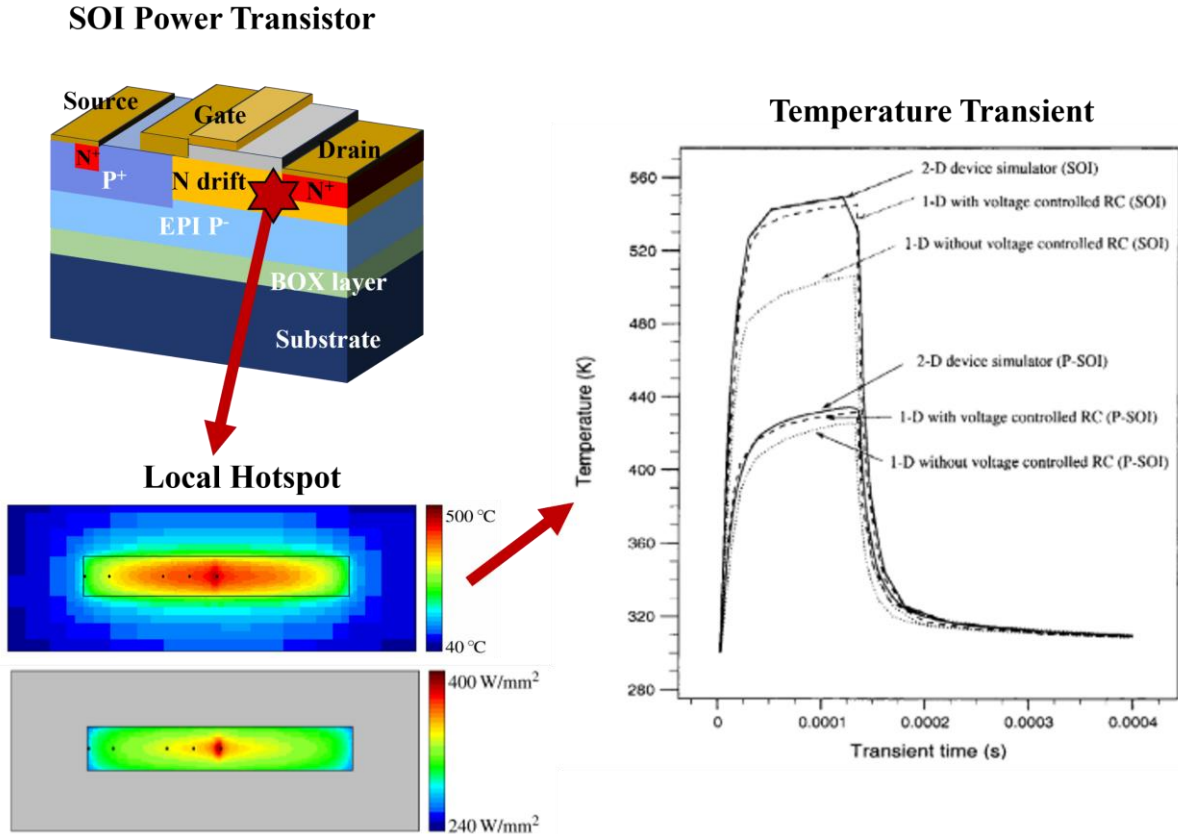 SOI Power Transistor
Source
Gate
Drain
N⁺
P⁺
N drift
N⁺
EPI P⁻
BOX layer
Substrate
Local Hotspot
500 °C
40 °C
400 W/mm²
240 W/mm²
Temperature Transient
2-D device simulator (SOI)
1-D with voltage controlled RC (SOI)
1-D without voltage controlled RC (SOI)
2-D device simulator (P-SOI)
1-D with voltage controlled RC (P-SOI)
1-D without voltage controlled RC (P-SOI)
Temperature (K)
560
520
480
440
400
360
320
280
0
0.0001
0.0002
0.0003
0.0004
Transient time (s)